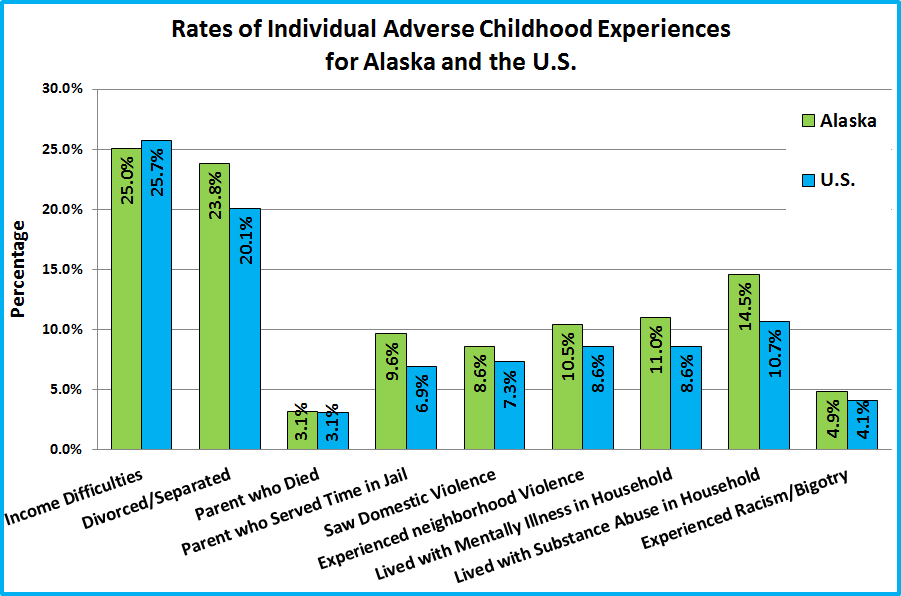 Rates of Individual Adverse Childhood Experiences
for Alaska and the U.S.
30.0%
25.0%
20.0%
15.0%
10.0%
5.0%
0.0%
Percentage
Alaska
U.S.
25.0%
25.7%
23.8%
20.1%
3.1%
3.1%
9.6%
6.9%
8.6%
7.3%
10.5%
8.6%
11.0%
8.6%
14.5%
10.7%
4.9%
4.1%
Income Difficulties
Divorced/Separated
Parent who Died
Parent who Served Time in Jail
Saw Domestic Violence
Experienced neighborhood Violence
Lived with Mentally Illness in Household
Lived with Substance Abuse in Household
Experienced Racism/Bigotry